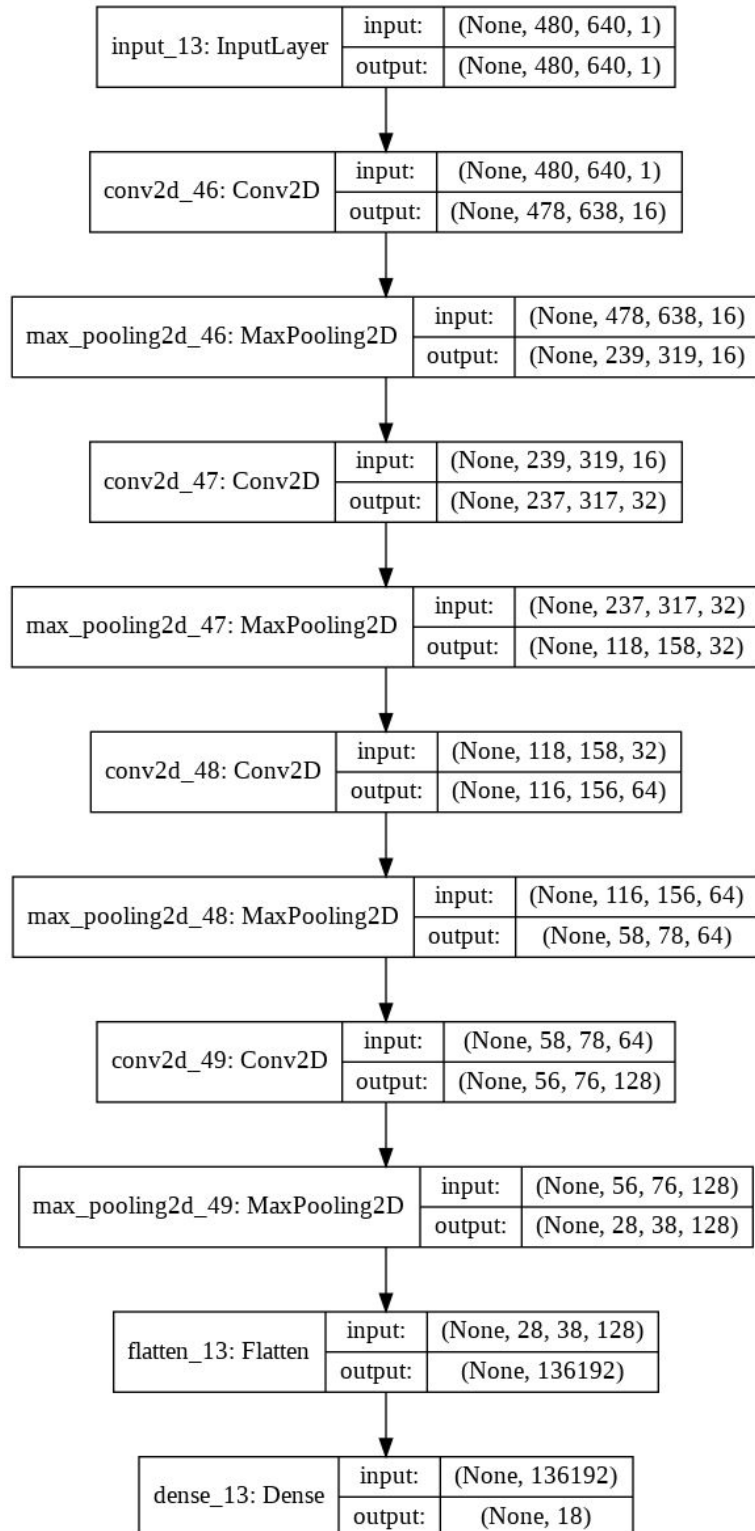 input_13: InputLayer
input: (None, 480, 640, 1)
output: (None, 480, 640, 1)
conv2d_46: Conv2D
input: (None, 480, 640, 1)
output: (None, 478, 638, 16)
max_pooling2d_46: MaxPooling2D
input: (None, 478, 638, 16)
output: (None, 239, 319, 16)
conv2d_47: Conv2D
input: (None, 239, 319, 16)
output: (None, 237, 317, 32)
max_pooling2d_47: MaxPooling2D
input: (None, 237, 317, 32)
output: (None, 118, 158, 32)
conv2d_48: Conv2D
input: (None, 118, 158, 32)
output: (None, 116, 156, 64)
max_pooling2d_48: MaxPooling2D
input: (None, 116, 156, 64)
output: (None, 58, 78, 64)
conv2d_49: Conv2D
input: (None, 58, 78, 64)
output: (None, 56, 76, 128)
max_pooling2d_49: MaxPooling2D
input: (None, 56, 76, 128)
output: (None, 28, 38, 128)
flatten_13: Flatten
input: (None, 28, 38, 128)
output: (None, 136192)
dense_13: Dense
input: (None, 136192)
output: (None, 18)